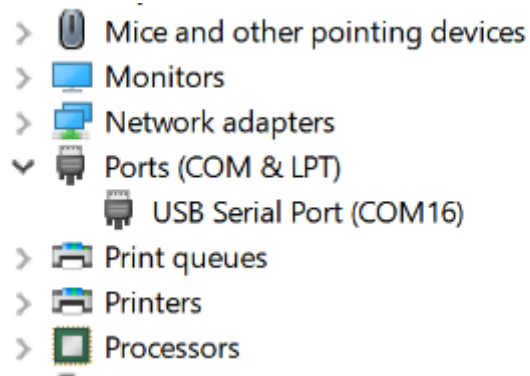 Mice and other pointing devices
Monitors
Network adapters
Ports (COM & LPT)
USB Serial Port (COM16)
Print queues
Printers
Processors